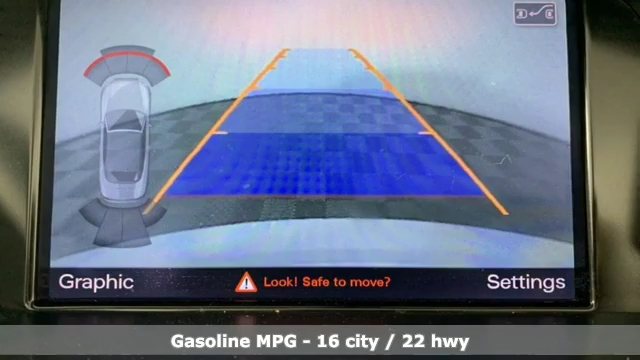 Graphic
Look! Safe to move?
Settings
Gasoline MPG - 16 city / 22 hwy